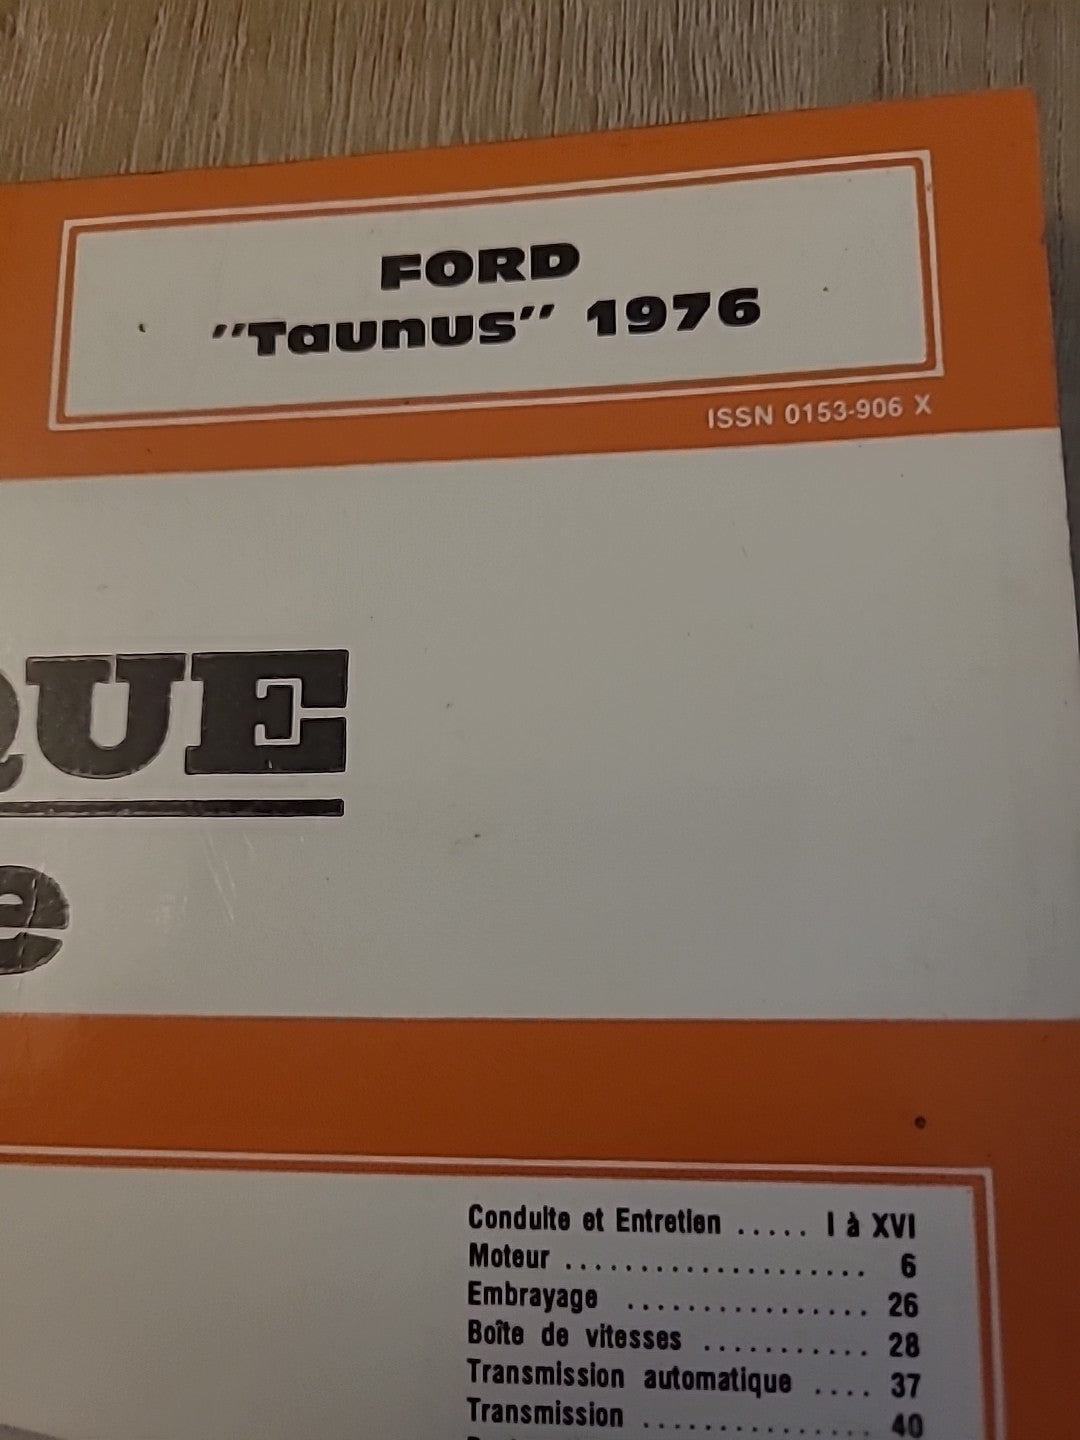 FORD
"Taunus" 1976
ISSN 0153-906 X
QUE
e
Conduite et Entretien ..... I à XVI
Moteur .................... 6
Embrayage ................. 26
Boîte de vitesses ........... 28
Transmission automatique .... 37
Transmission ................ 40